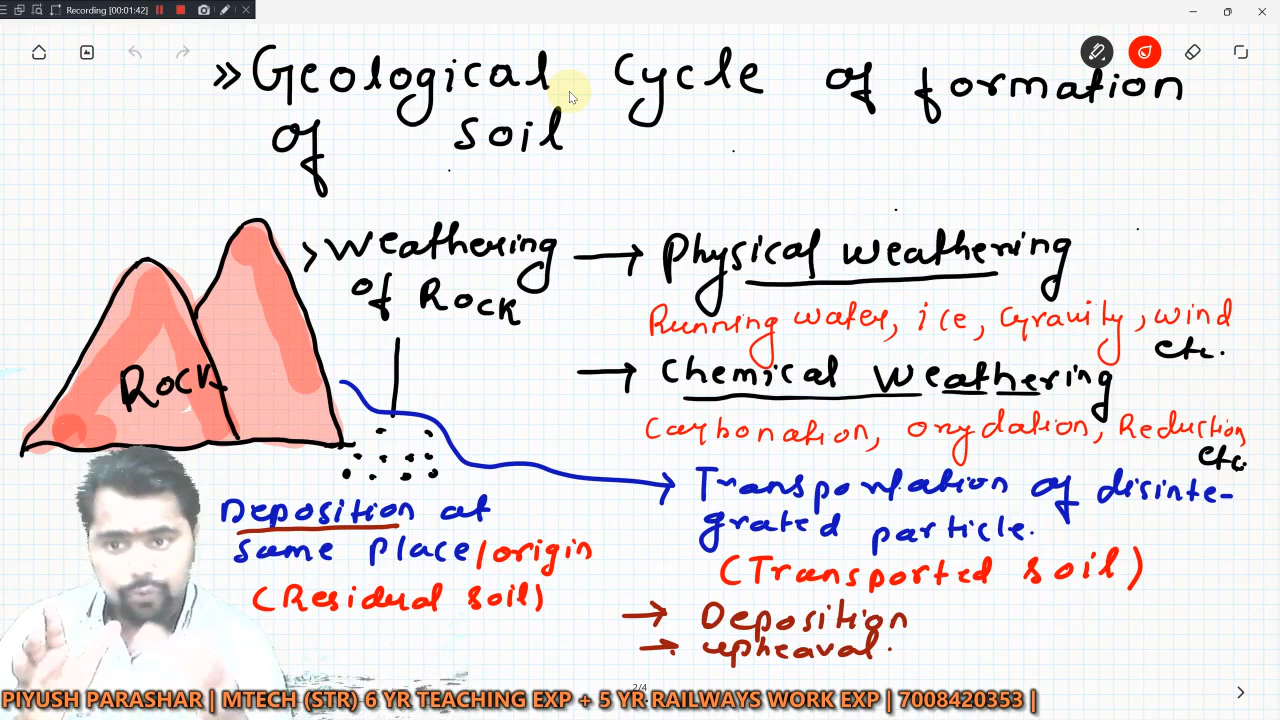 Recording [00:01:42]
» Geological Cycle of formation
of soil
> Weathering → Physical weathering
of Rock
Running water, ice, Gravity, wind
etc.
→ Chemical weathering
Rock
Carbonation, oxydation, Reduction,
etc.
→ Transportation of disinte-
grated particle.
Deposition at
same place/origin
(Transported soil)
(Residual soil)
→ Deposition
→ upheaval.
2/4
PIYUSH PARASHAR | MTECH (STR) 6 YR TEACHING EXP + 5 YR RAILWAYS WORK EXP | 7008420353 |